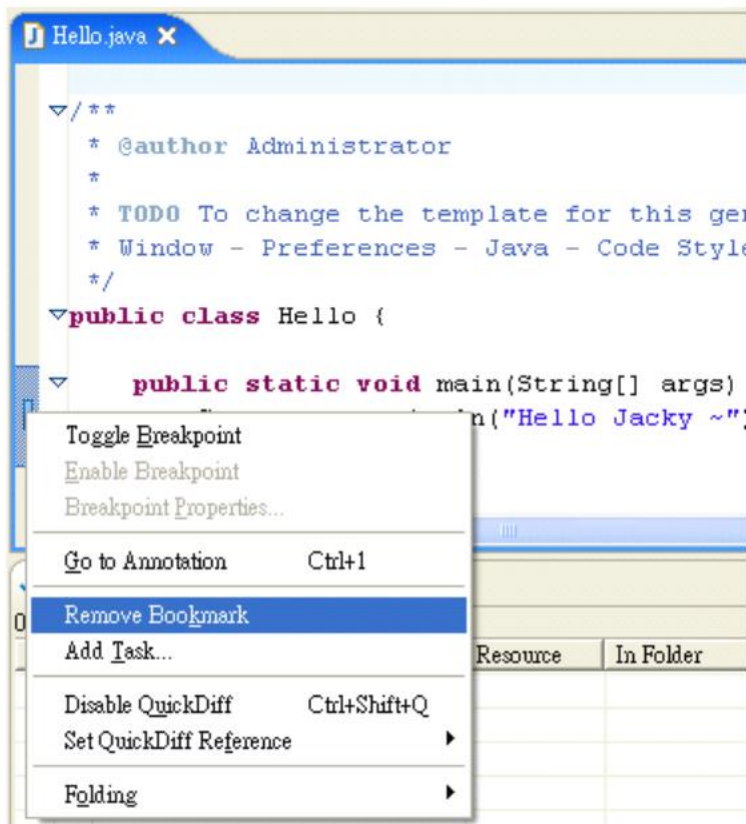 Hello.java
/**
* @author Administrator
*
* TODO To change the template for this ge
* Window - Preferences - Java - Code Style
*/
public class Hello {
public static void main(String[] args)
("Hello Jacky ~"
Toggle Breakpoint
Enable Breakpoint
Breakpoint Properties...
Go to Annotation Ctrl+1
Remove Bookmark
Add Task...
Resource In Folder
Disable QuickDiff Ctrl+Shift+Q
Set QuickDiff Reference
Folding